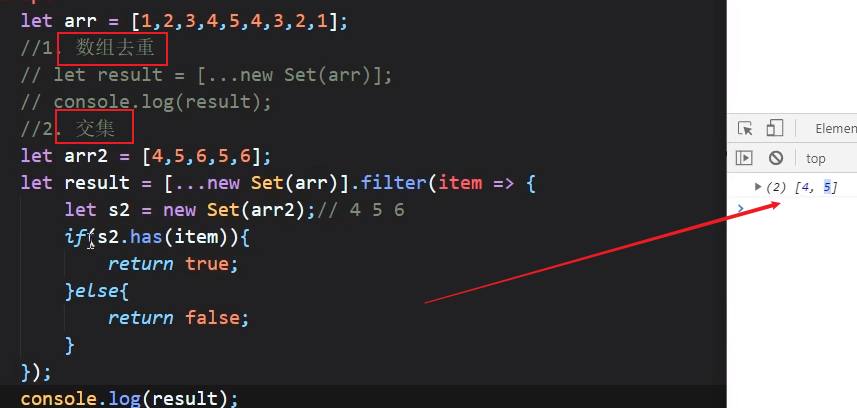 let arr = [1,2,3,4,5,4,3,2,1];
//1. 数组去重
// let result = [...new Set(arr)];
// console.log(result);
//2. 交集
let arr2 = [4,5,6,5,6];
let result = [...new Set(arr)].filter(item => {
let s2 = new Set(arr2);// 4 5 6
if(s2.has(item)){
return true;
}else{
return false;
}
});
console.log(result);
Elemen
top
(2) [4, 5]